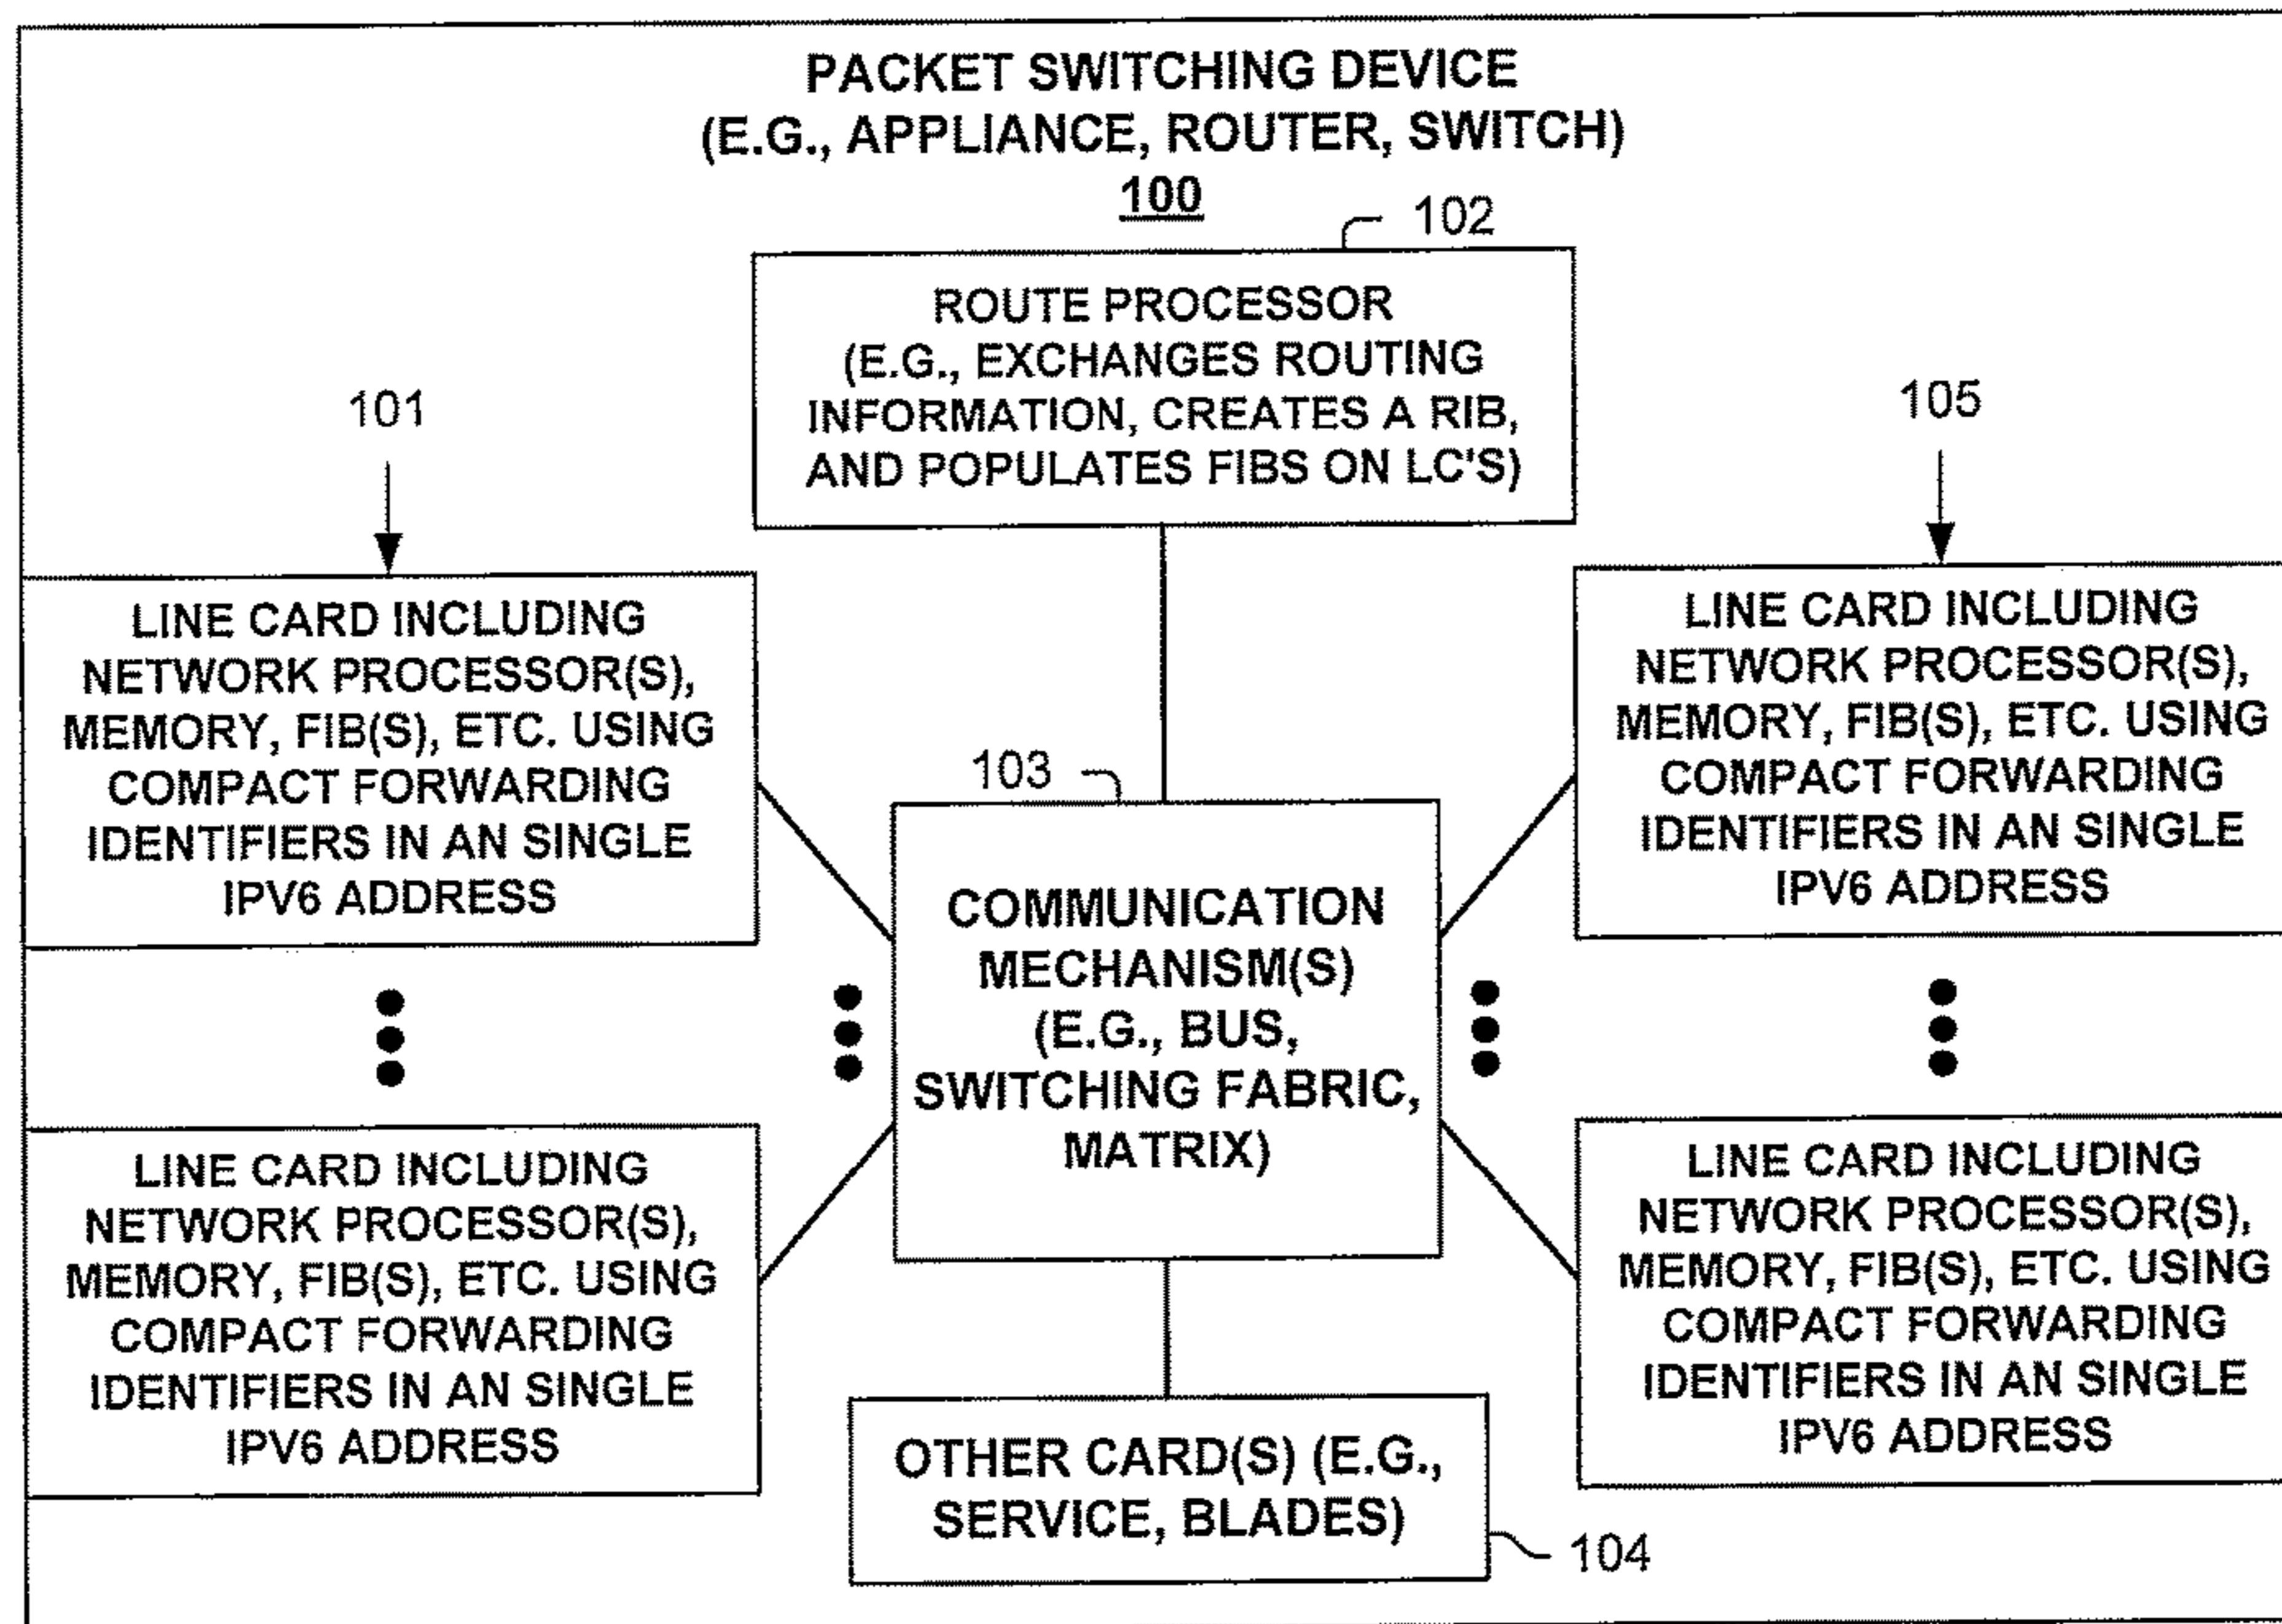 PACKET SWITCHING DEVICE
(E.G., APPLIANCE, ROUTER, SWITCH)
100
102
ROUTE PROCESSOR
(E.G., EXCHANGES ROUTING
INFORMATION, CREATES A RIB,
AND POPULATES FIBS ON LC'S)
101
LINE CARD INCLUDING
NETWORK PROCESSOR(S),
MEMORY, FIB(S), ETC. USING
COMPACT FORWARDING
IDENTIFIERS IN AN SINGLE
IPV6 ADDRESS
105
LINE CARD INCLUDING
NETWORK PROCESSOR(S),
MEMORY, FIB(S), ETC. USING
COMPACT FORWARDING
IDENTIFIERS IN AN SINGLE
IPV6 ADDRESS
103
COMMUNICATION
MECHANISM(S)
(E.G., BUS,
SWITCHING FABRIC,
MATRIX)
LINE CARD INCLUDING
NETWORK PROCESSOR(S),
MEMORY, FIB(S), ETC. USING
COMPACT FORWARDING
IDENTIFIERS IN AN SINGLE
IPV6 ADDRESS
LINE CARD INCLUDING
NETWORK PROCESSOR(S),
MEMORY, FIB(S), ETC. USING
COMPACT FORWARDING
IDENTIFIERS IN AN SINGLE
IPV6 ADDRESS
OTHER CARD(S) (E.G.,
SERVICE, BLADES)
104